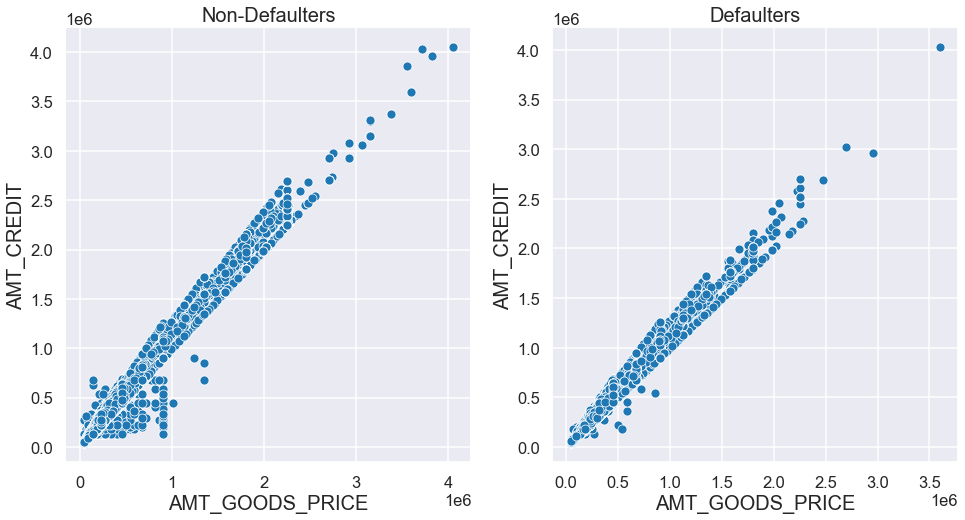 Non-Defaulters
1e6
4.0
3.5
3.0
2.5
2.0
1.5
1.0
0.5
0.0
AMT_CREDIT
0 1 2 3 4
AMT_GOODS_PRICE
1e6
Defaulters
1e6
4.0
3.5
3.0
2.5
2.0
1.5
1.0
0.5
0.0
AMT_CREDIT
0.0 0.5 1.0 1.5 2.0 2.5 3.0 3.5
AMT_GOODS_PRICE
1e6